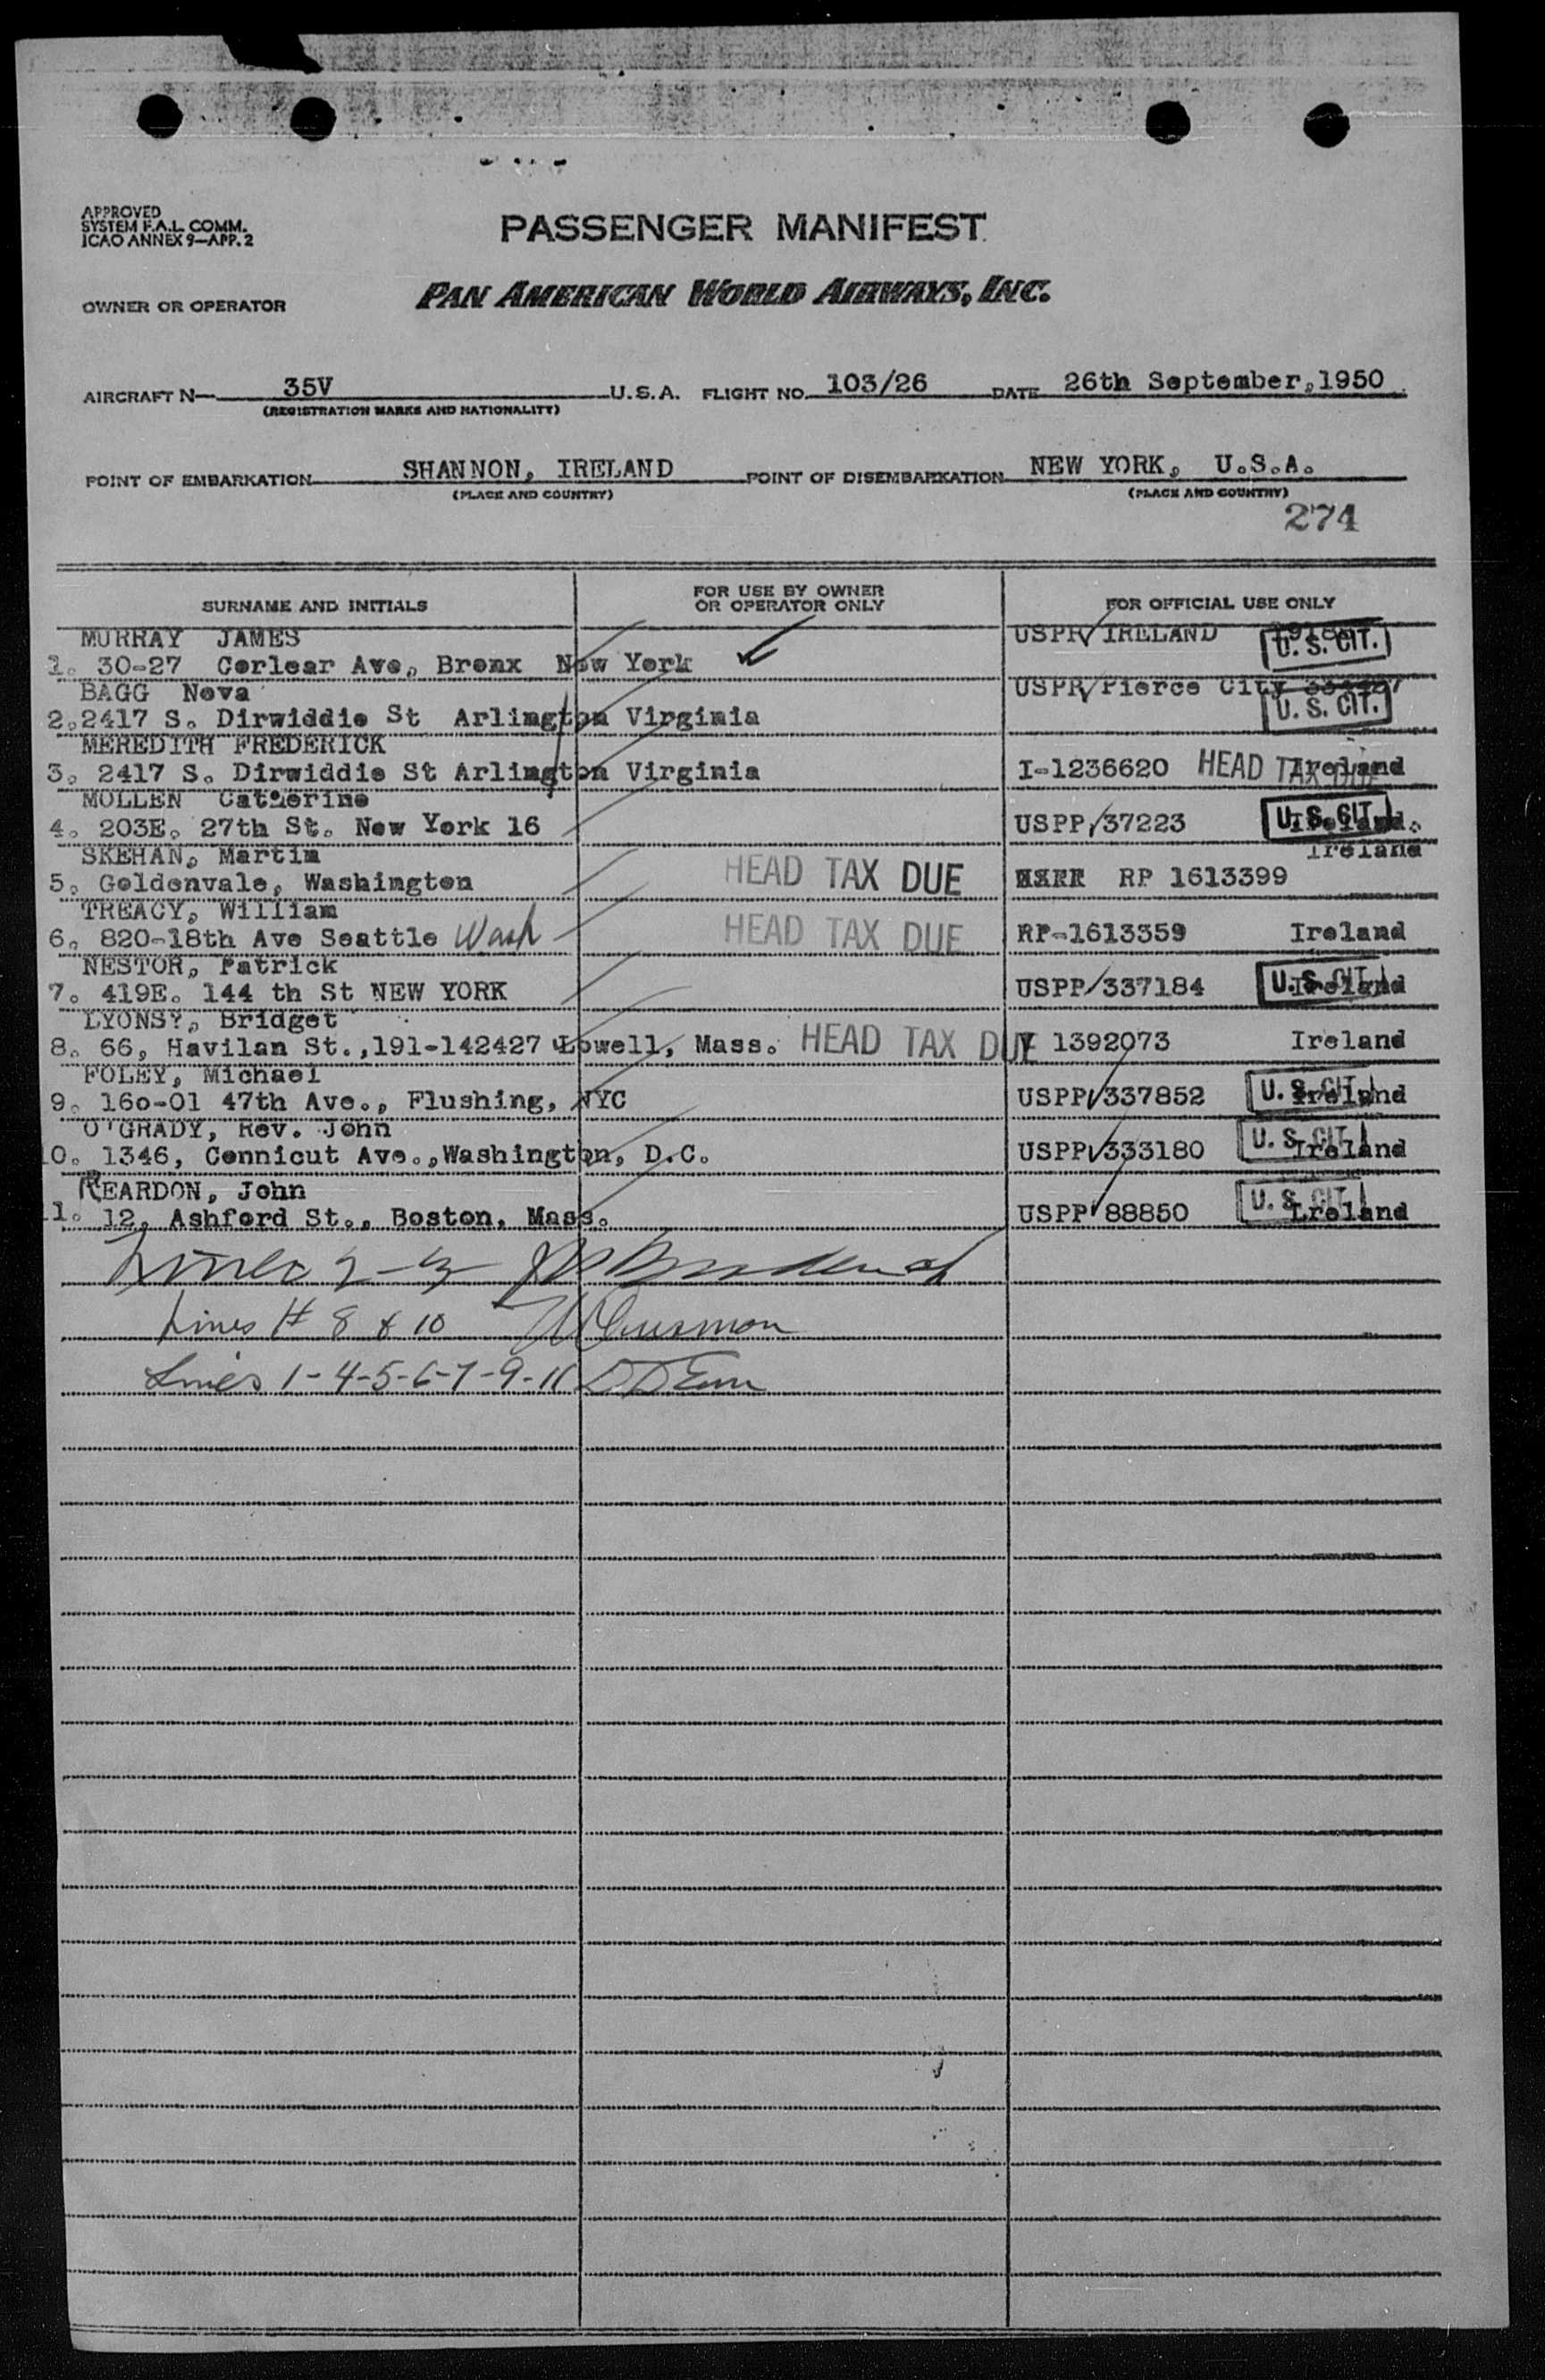 APPROVED
SYSTEM F.A.L. COMM.
ICAO ANNEX 9—APP. 2
PASSENGER MANIFEST
OWNER OR OPERATOR
PAN AMERICAN WORLD AIRWAYS, INC.
AIRCRAFT N— 35V U.S.A. FLIGHT NO. 103/26 DATE 26th September, 1950
(REGISTRATION MARKS AND NATIONALITY)
POINT OF EMBARKATION SHANNON, IRELAND POINT OF DISEMBARKATION NEW YORK, U.S.A.
(PLACE AND COUNTRY) (PLACE AND COUNTRY)
274
SURNAME AND INITIALS FOR USE BY OWNER OR OPERATOR ONLY FOR OFFICIAL USE ONLY
MURRAY JAMES USPP IRELAND
1. 30-27 Corlear Ave, Bronx New York U.S. CIT.
BAGG Neva USPP Pierce City
2. 2417 S. Dirwiddie St Arlington Virginia U.S. CIT.
MEREDITH FREDERICK
3. 2417 S. Dirwiddie St Arlington Virginia I-1236620 HEAD TAX DUE Ireland
MOLLEN Catherine
4. 203E. 27th St. New York 16 USPP 37223 U.S. CIT. Ireland.
SKEHAN, Martin Ireland
5. Goldenvale, Washington HEAD TAX DUE RP 1613399
TREACY, William
6. 820-18th Ave Seattle Wash HEAD TAX DUE RP-1613359 Ireland
NESTOR, Patrick
7. 419E. 144 th St NEW YORK USPP 337184 U.S. CIT. Ireland
LYONSY, Bridget
8. 66, Havilan St., 191-142427 Lowell, Mass. HEAD TAX DUE 1392073 Ireland
FOLEY, Michael
9. 16o-01 47th Ave., Flushing, NYC USPP 337852 U.S. CIT. Ireland
O'GRADY, Rev. John
10. 1346, Connicut Ave., Washington, D.C. USPP 333180 U.S. CIT. Ireland
REARDON, John
11. 12, Ashford St., Boston, Mass. USPP 88850 U.S. CIT. Ireland
Lines 2-3
Lines # 8 & 10
Lines 1-4-5-6-7-9-11